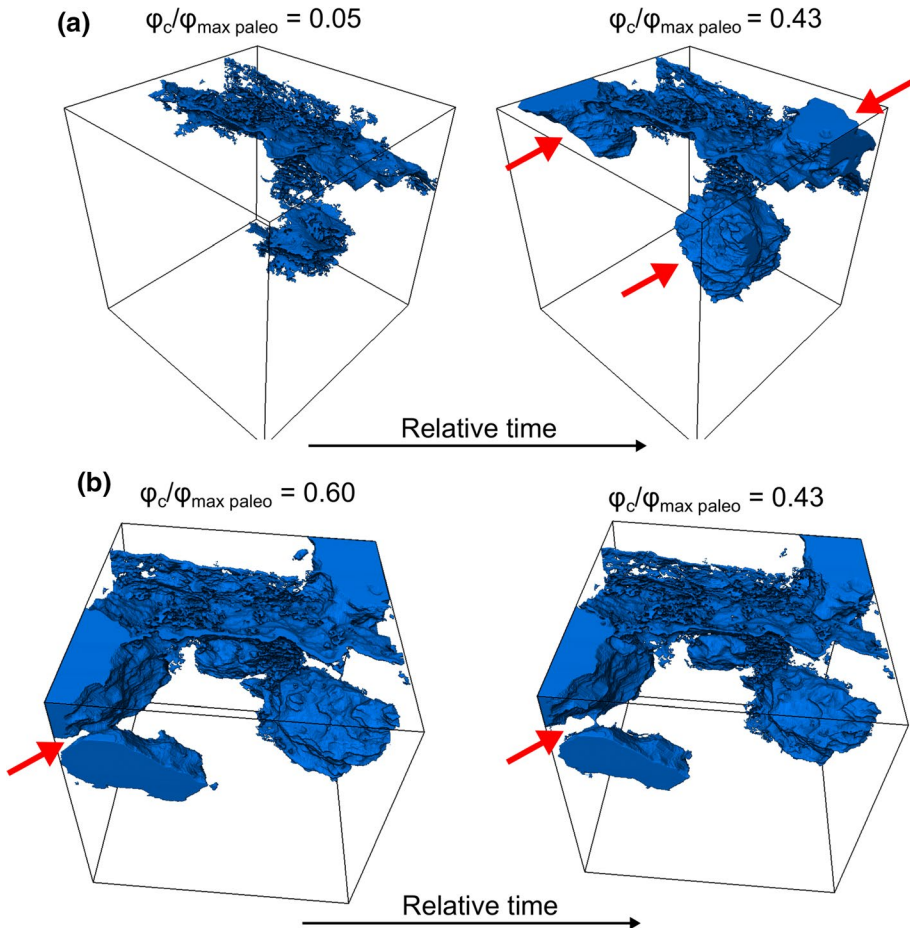 (a)
φc/φmax paleo = 0.05
φc/φmax paleo = 0.43
Relative time
(b)
φc/φmax paleo = 0.60
φc/φmax paleo = 0.43
Relative time